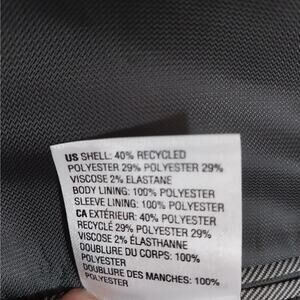 US SHELL: 40% RECYCLED
POLYESTER 29% POLYESTER 29%
VISCOSE 2% ELASTANE
BODY LINING: 100% POLYESTER
SLEEVE LINING: 100% POLYESTER
CA EXTÉRIEUR: 40% POLYESTER
RECYCLÉ 29% POLYESTER 29%
VISCOSE 2% ÉLASTHANNE
DOUBLURE DU CORPS: 100%
POLYESTER
DOUBLURE DES MANCHES: 100%
POLYESTER